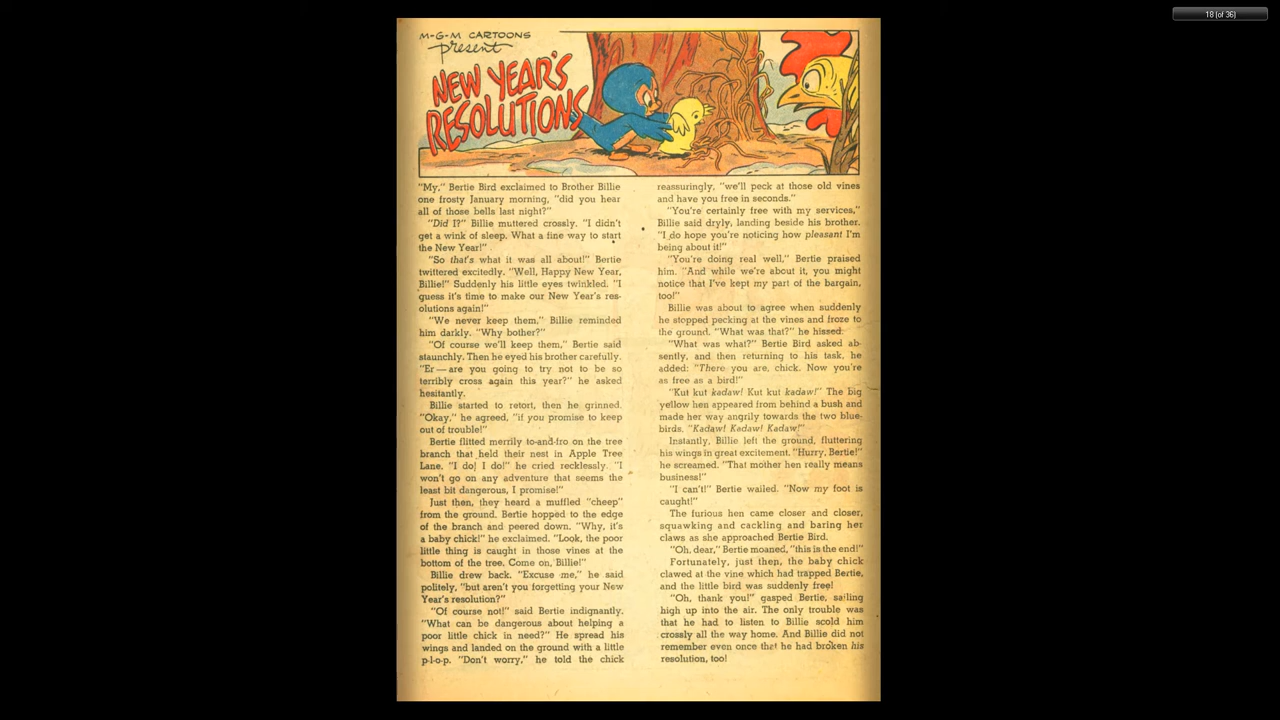 18 (of 36)
M-G-M CARTOONS
present
NEW YEAR'S
RESOLUTIONS
"My," Bertie Bird exclaimed to Brother Billie
one frosty January morning, "did you hear
all of those bells last night?"
"Did I?" Billie muttered crossly. "I didn't
get a wink of sleep. What a fine way to start
the New Year!"
"So that's what it was all about!" Bertie
twittered excitedly. "Well, Happy New Year,
Billie!" Suddenly his little eyes twinkled. "I
guess it's time to make our New Year's res-
olutions again!"
"We never keep them," Billie reminded
him darkly. "Why bother?"
"Of course we'll keep them," Bertie said
staunchly. Then he eyed his brother carefully.
"Er—are you going to try not to be so
terribly cross again this year?" he asked
hesitantly.
Billie started to retort, then he grinned.
"Okay," he agreed, "if you promise to keep
out of trouble!"
Bertie flitted merrily to-and-fro on the tree
branch that held their nest in Apple Tree
Lane. "I do! I do!" he cried recklessly. "I
won't go on any adventure that seems the
least bit dangerous, I promise!"
Just then, they heard a muffled "cheep"
from the ground. Bertie hopped to the edge
of the branch and peered down. "Why, it's
a baby chick!" he exclaimed. "Look, the poor
little thing is caught in those vines at the
bottom of the tree. Come on, Billie!"
Billie drew back. "Excuse me," he said
politely, "but aren't you forgetting your New
Year's resolution?"
"Of course not!" said Bertie indignantly.
"What can be dangerous about helping a
poor little chick in need?" He spread his
wings and landed on the ground with a little
p-l-o-p. "Don't worry," he told the chick
reassuringly, "we'll peck at those old vines
and have you free in seconds."
"You're certainly free with my services,"
Billie said dryly, landing beside his brother.
"I do hope you're noticing how pleasant I'm
being about it!"
"You're doing real well," Bertie praised
him. "And while we're about it, you might
notice that I've kept my part of the bargain,
too!"
Billie was about to agree when suddenly
he stopped pecking at the vines and froze to
the ground. "What was that?" he hissed.
"What was what?" Bertie Bird asked ab-
sently, and then returning to his task, he
added: "There you are, chick. Now you're
as free as a bird!"
"Kut kut kadaw! Kut kut kadaw!" The big
yellow hen appeared from behind a bush and
made her way angrily towards the two blue-
birds. "Kadaw! Kadaw! Kadaw!"
Instantly, Billie left the ground, fluttering
his wings in great excitement. "Hurry, Bertie!"
he screamed. "That mother hen really means
business!"
"I can't!" Bertie wailed. "Now my foot is
caught!"
The furious hen came closer and closer,
squawking and cackling and baring her
claws as she approached Bertie Bird.
"Oh, dear," Bertie moaned, "this is the end!"
Fortunately, just then, the baby chick
clawed at the vine which had trapped Bertie,
and the little bird was suddenly free!
"Oh, thank you!" gasped Bertie, sailing
high up into the air. The only trouble was
that he had to listen to Billie scold him
crossly all the way home. And Billie did not
remember even once that he had broken his
resolution, too!